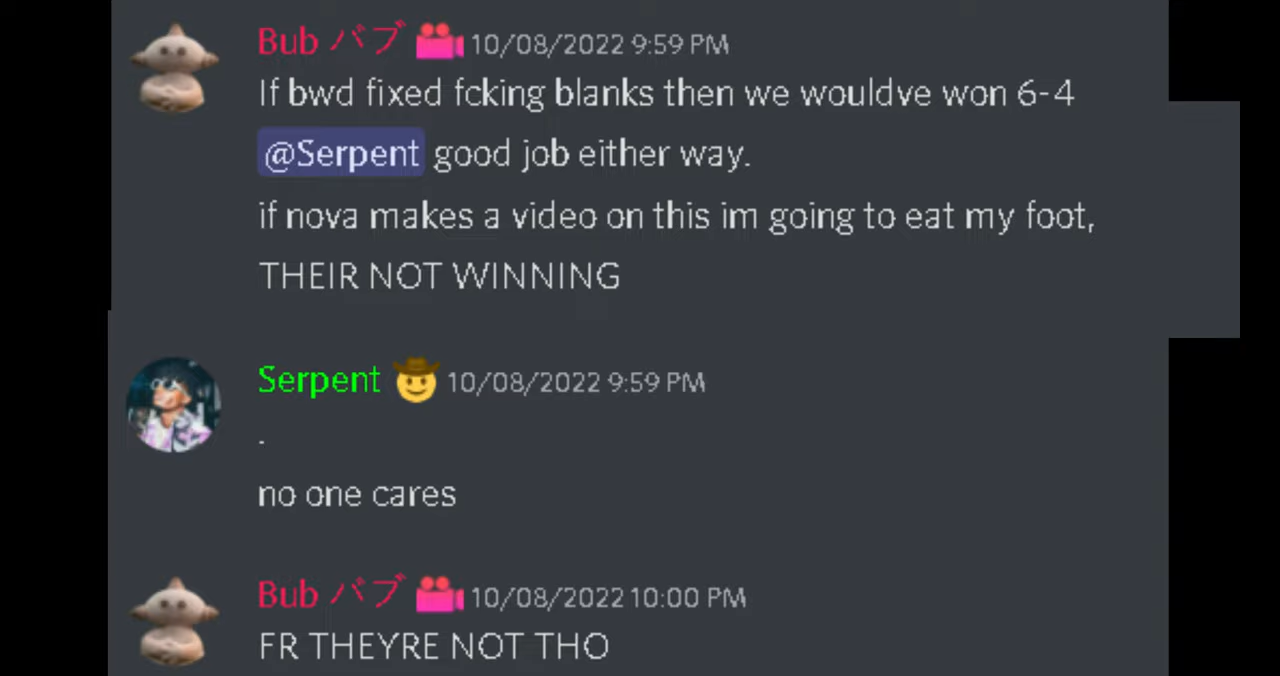 Bub バブ 10/08/2022 9:59 PM
If bwd fixed fcking blanks then we wouldve won 6-4
@Serpent good job either way.
if nova makes a video on this im going to eat my foot,
THEIR NOT WINNING
Serpent 10/08/2022 9:59 PM
.
no one cares
Bub バブ 10/08/2022 10:00 PM
FR THEYRE NOT THO